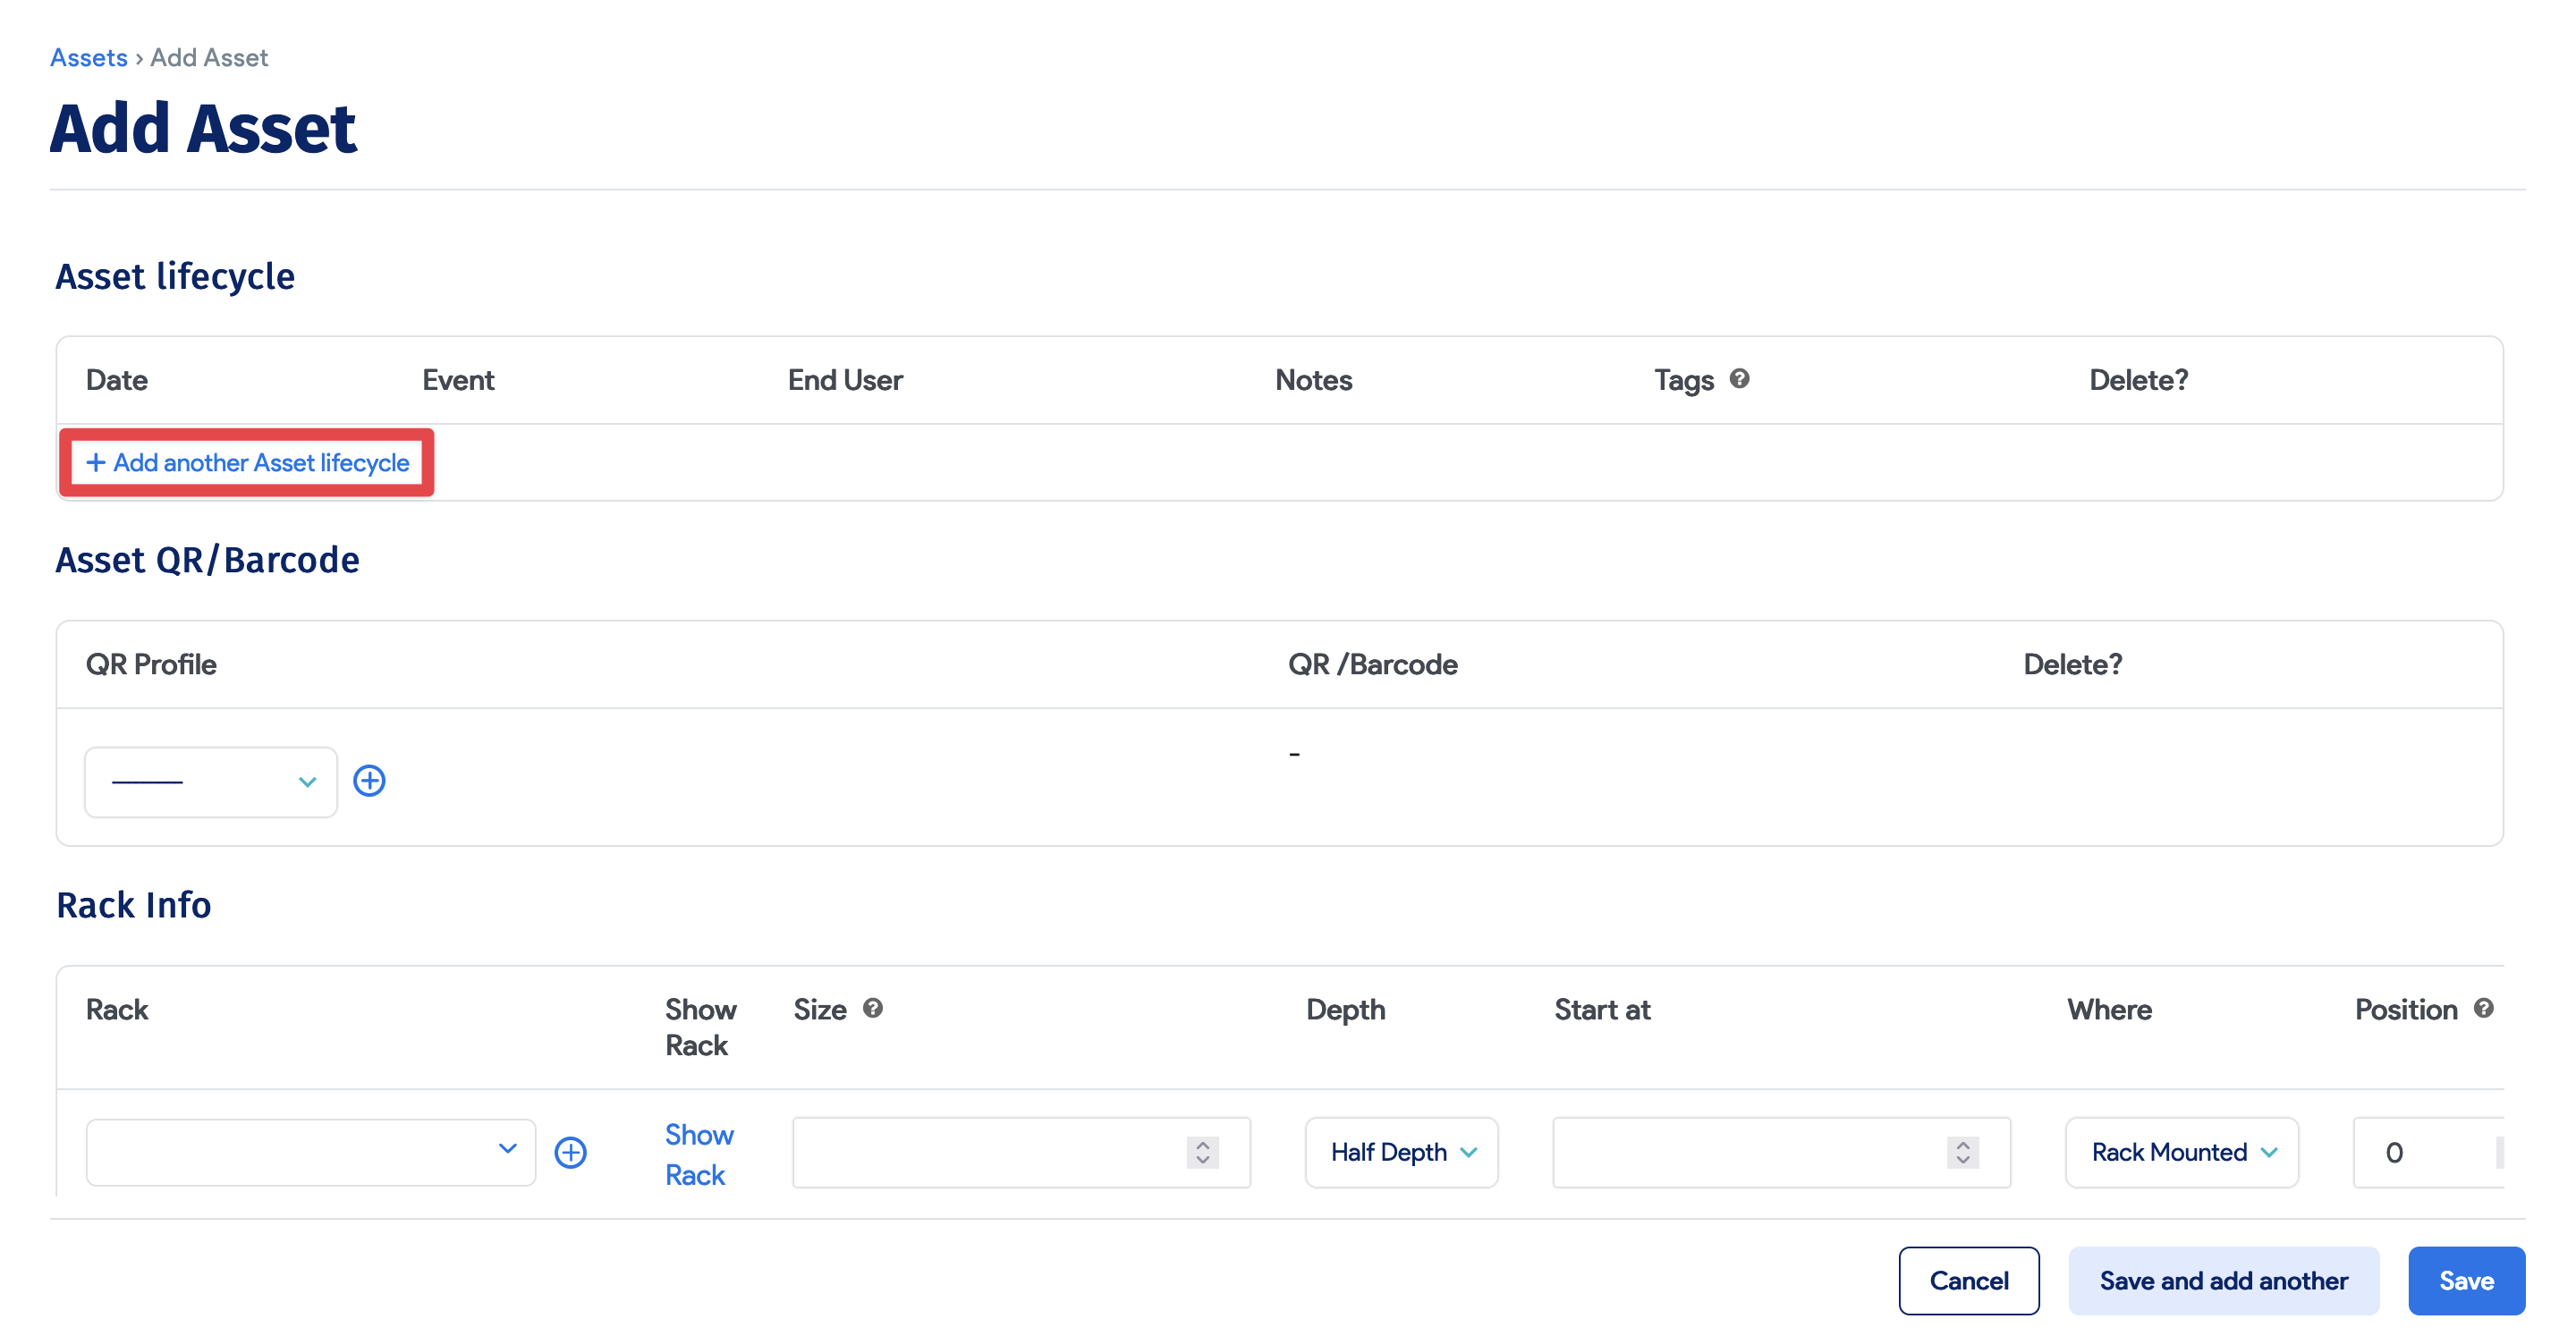 Assets › Add Asset
Add Asset
Asset lifecycle
Date Event End User Notes Tags ? Delete?
+ Add another Asset lifecycle
Asset QR/Barcode
QR Profile QR /Barcode Delete?
--------- -
Rack Info
Rack Show Rack Size ? Depth Start at Where Position ?
Show Rack Half Depth Rack Mounted 0
Cancel Save and add another Save